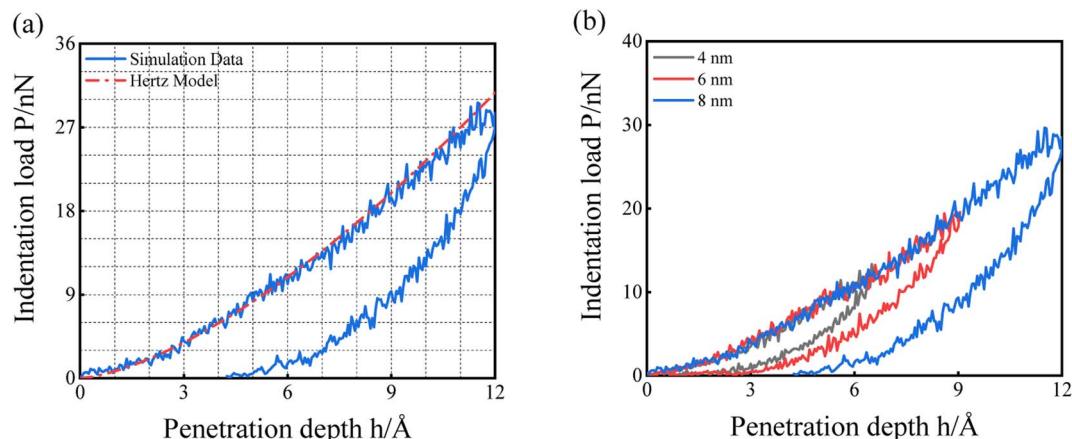 (a)
Indentation load P/nN
36
27
18
9
0
Simulation Data
Hertz Model
0 3 6 9 12
Penetration depth h/Å
(b)
Indentation load P/nN
40
30
20
10
0
4 nm
6 nm
8 nm
0 3 6 9 12
Penetration depth h/Å